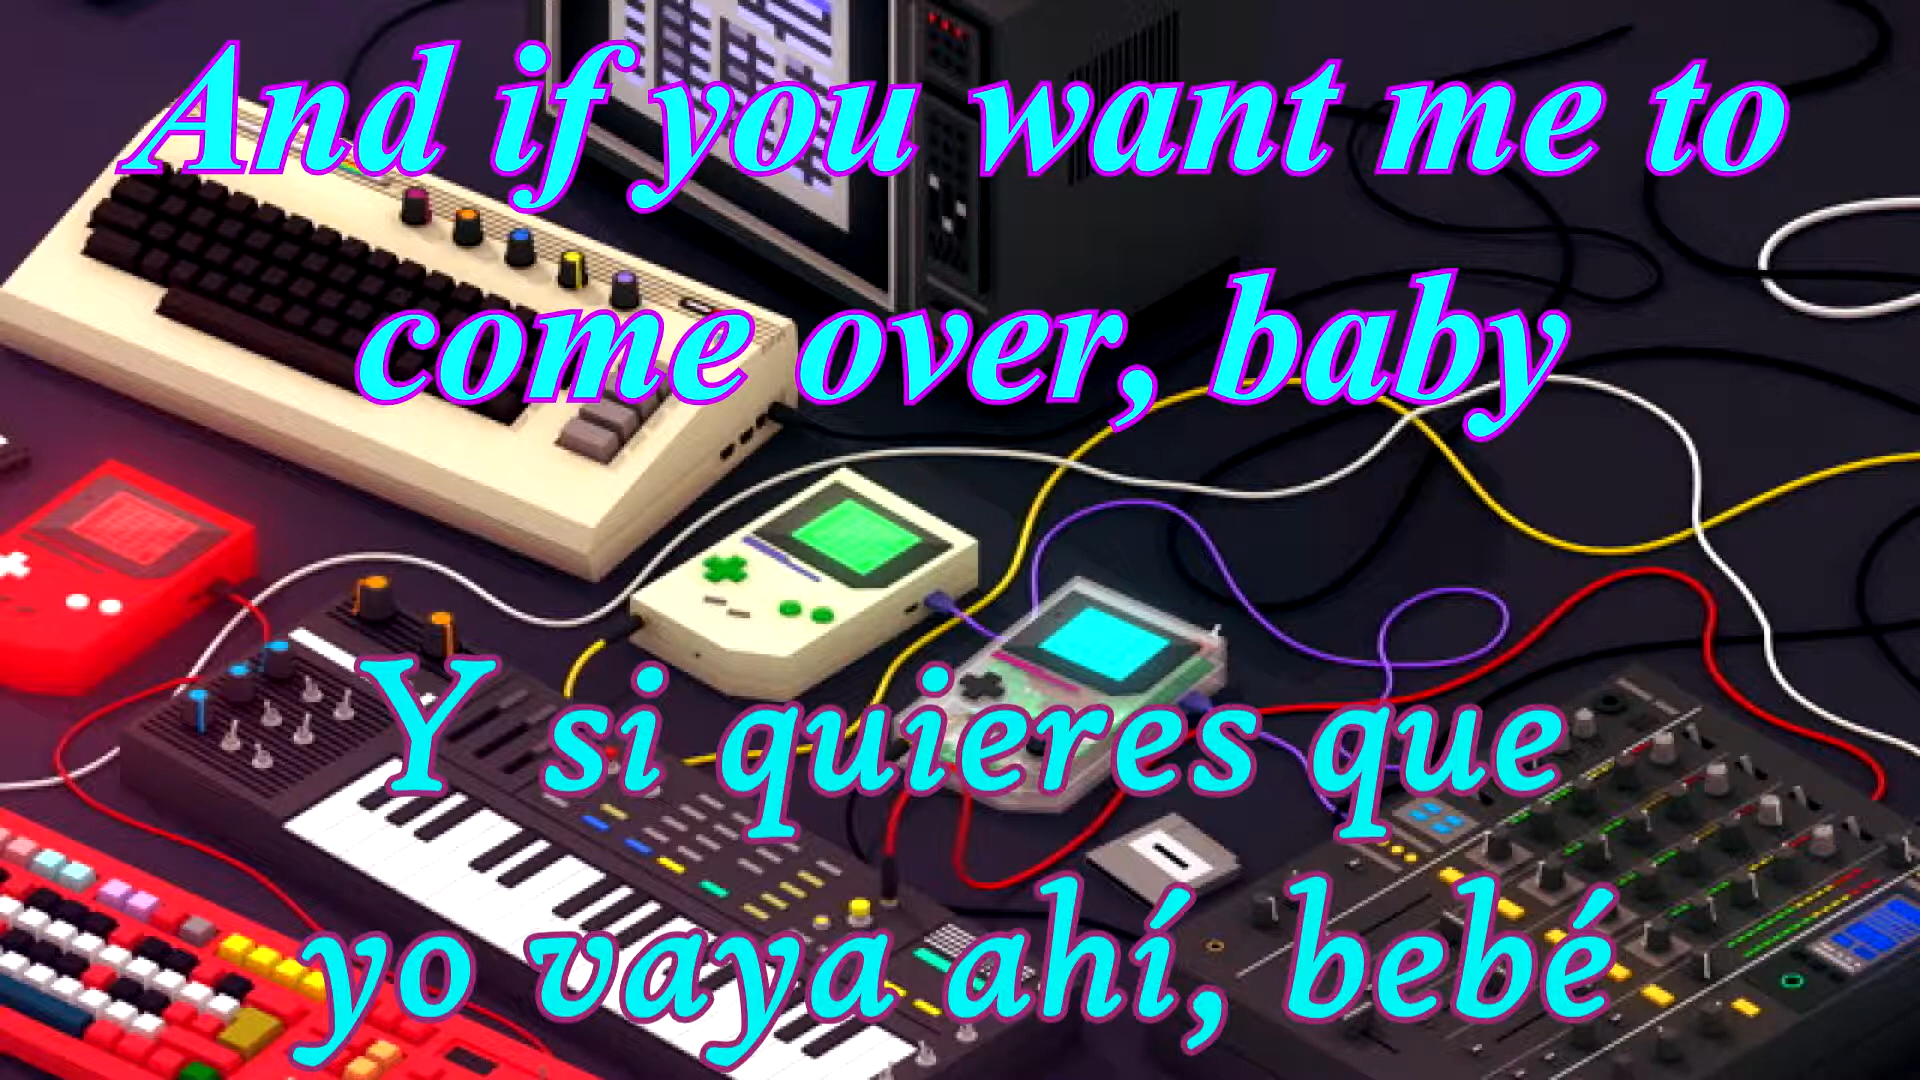 And if you want me to
come over, baby
Y si quieres que
yo vaya ahí, bebé